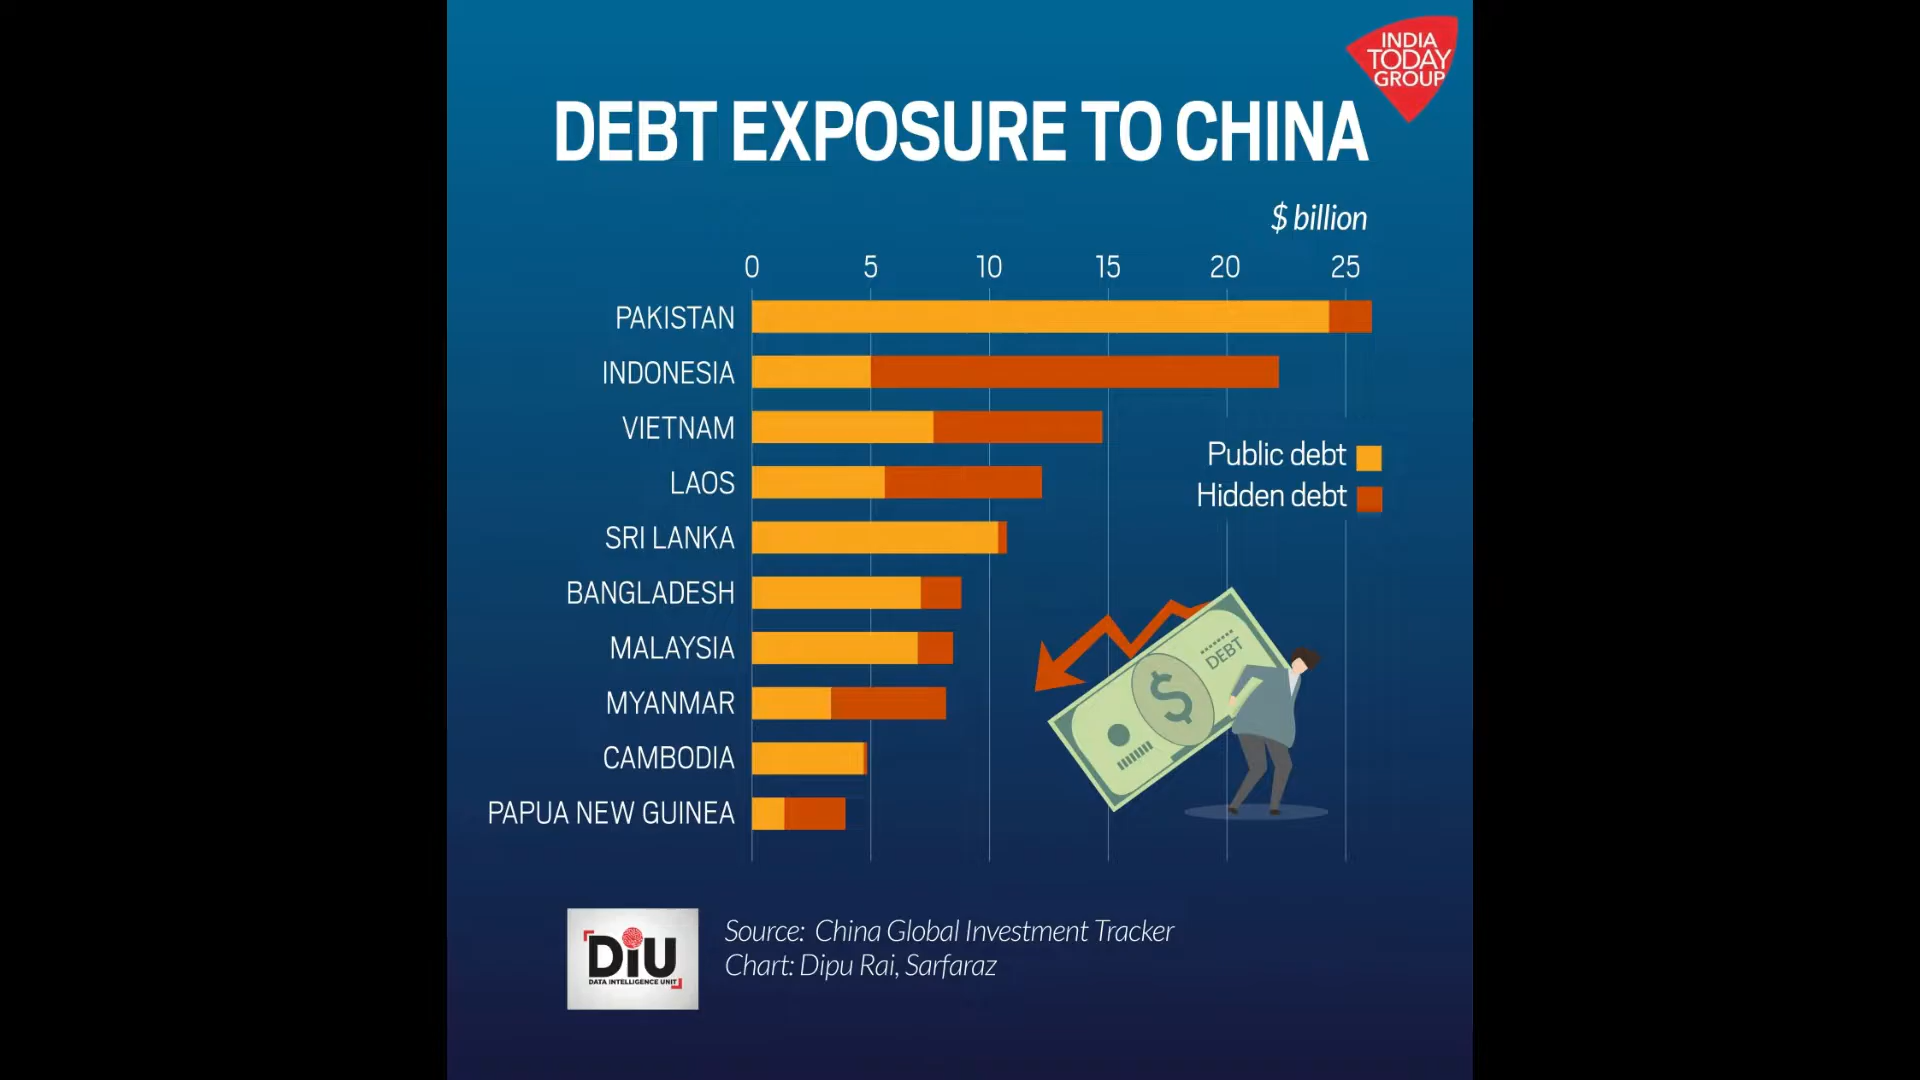 INDIA
TODAY
GROUP
DEBT EXPOSURE TO CHINA
$ billion
0 5 10 15 20 25
PAKISTAN
INDONESIA
VIETNAM
LAOS
SRI LANKA
BANGLADESH
MALAYSIA
MYANMAR
CAMBODIA
PAPUA NEW GUINEA
Public debt
Hidden debt
DEBT
$
DiU
DATA INTELLIGENCE UNIT
Source: China Global Investment Tracker
Chart: Dipu Rai, Sarfaraz